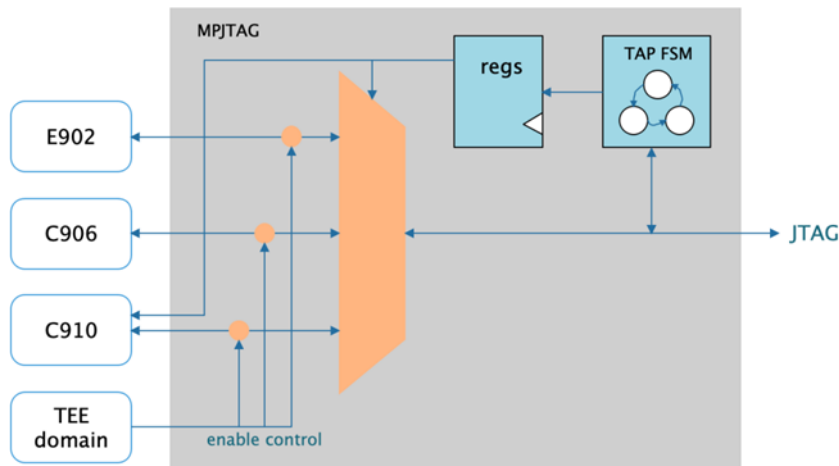 MPJTAG
regs
TAP FSM
E902
C906
JTAG
C910
TEE
domain
enable control